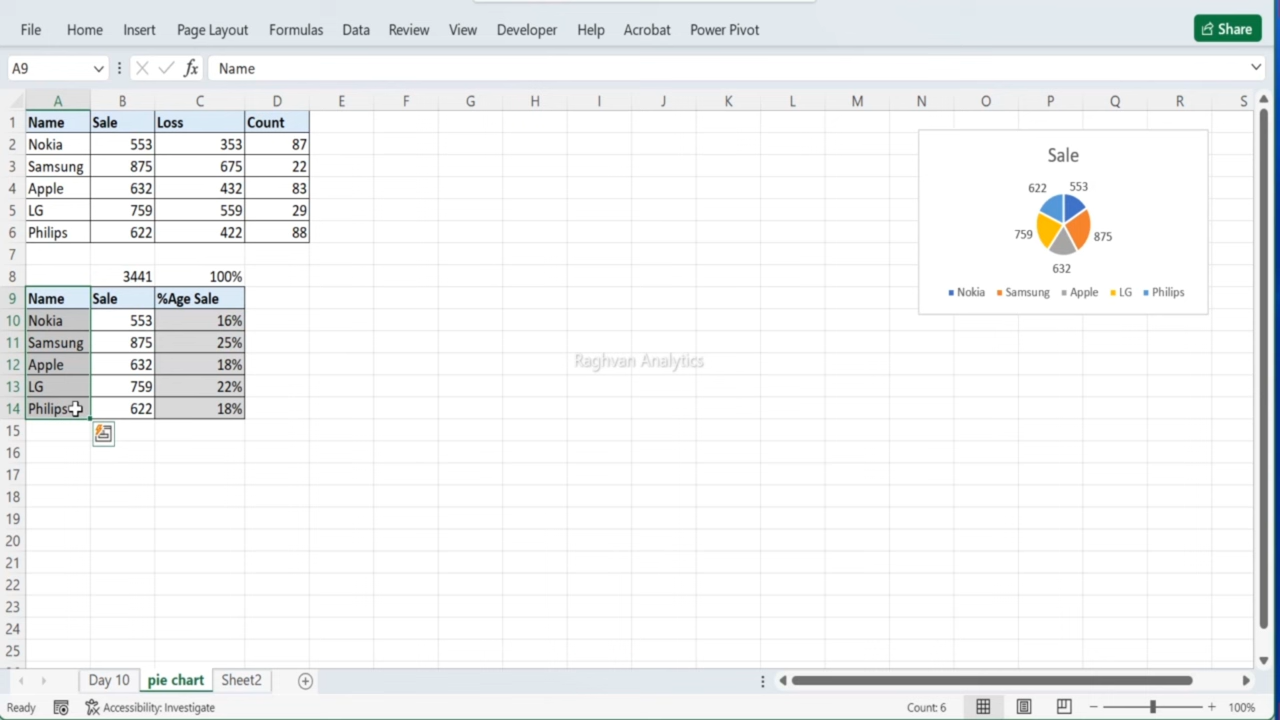 File Home Insert Page Layout Formulas Data Review View Developer Help Acrobat Power Pivot Share
A9 fx Name
A B C D E F G H I J K L M N O P Q R S
1 Name Sale Loss Count
2 Nokia 553 353 87
3 Samsung 875 675 22
4 Apple 632 432 83
5 LG 759 559 29
6 Philips 622 422 88
7
8 3441 100%
9 Name Sale %Age Sale
10 Nokia 553 16%
11 Samsung 875 25%
12 Apple 632 18%
13 LG 759 22%
14 Philips 622 18%
15
16
17
18
19
20
21
22
23
24
25
Sale
622 553
759 875
632
Nokia Samsung Apple LG Philips
Raghvan Analytics
Day 10 pie chart Sheet2
Ready Accessibility: Investigate Count: 6 100%